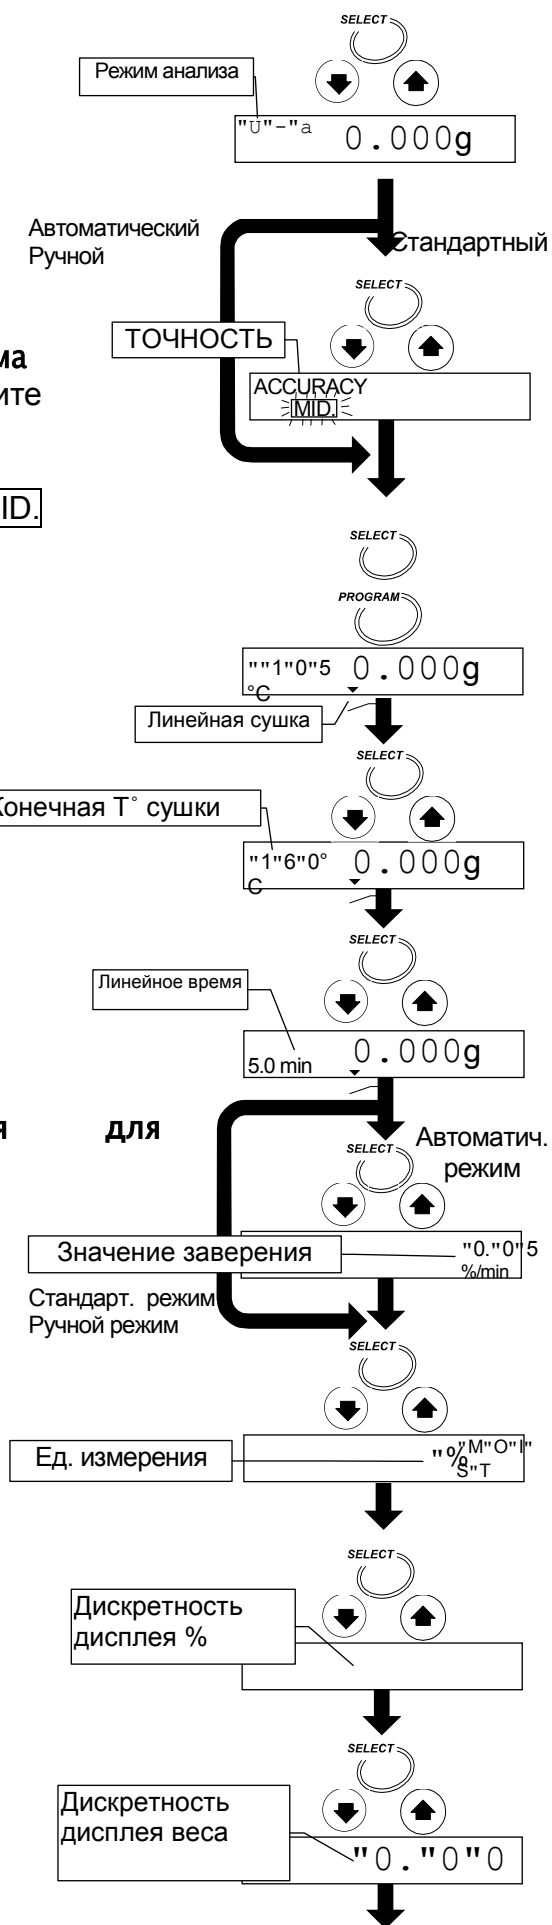 SELECT
Режим анализа
"Ü"-"a 0.000g
Автоматический
Ручной
Стандартный
SELECT
ТОЧНОСТЬ
ма
ите
ACCURACY
MID.
ID.
SELECT
PROGRAM
""1"0"5 0.000g
°C
Линейная сушка
SELECT
Конечная Т° сушки
"1"6"0° 0.000g
C
SELECT
Линейное время
5.0 min 0.000g
я для
Автоматич.
режим
SELECT
Значение заверения
"0."0"5
%/min
Стандарт. режим
Ручной режим
SELECT
Ед. измерения
"% "M"O"I"
S"T
SELECT
Дискретность
дисплея %
SELECT
Дискретность
дисплея веса
"0."0"0